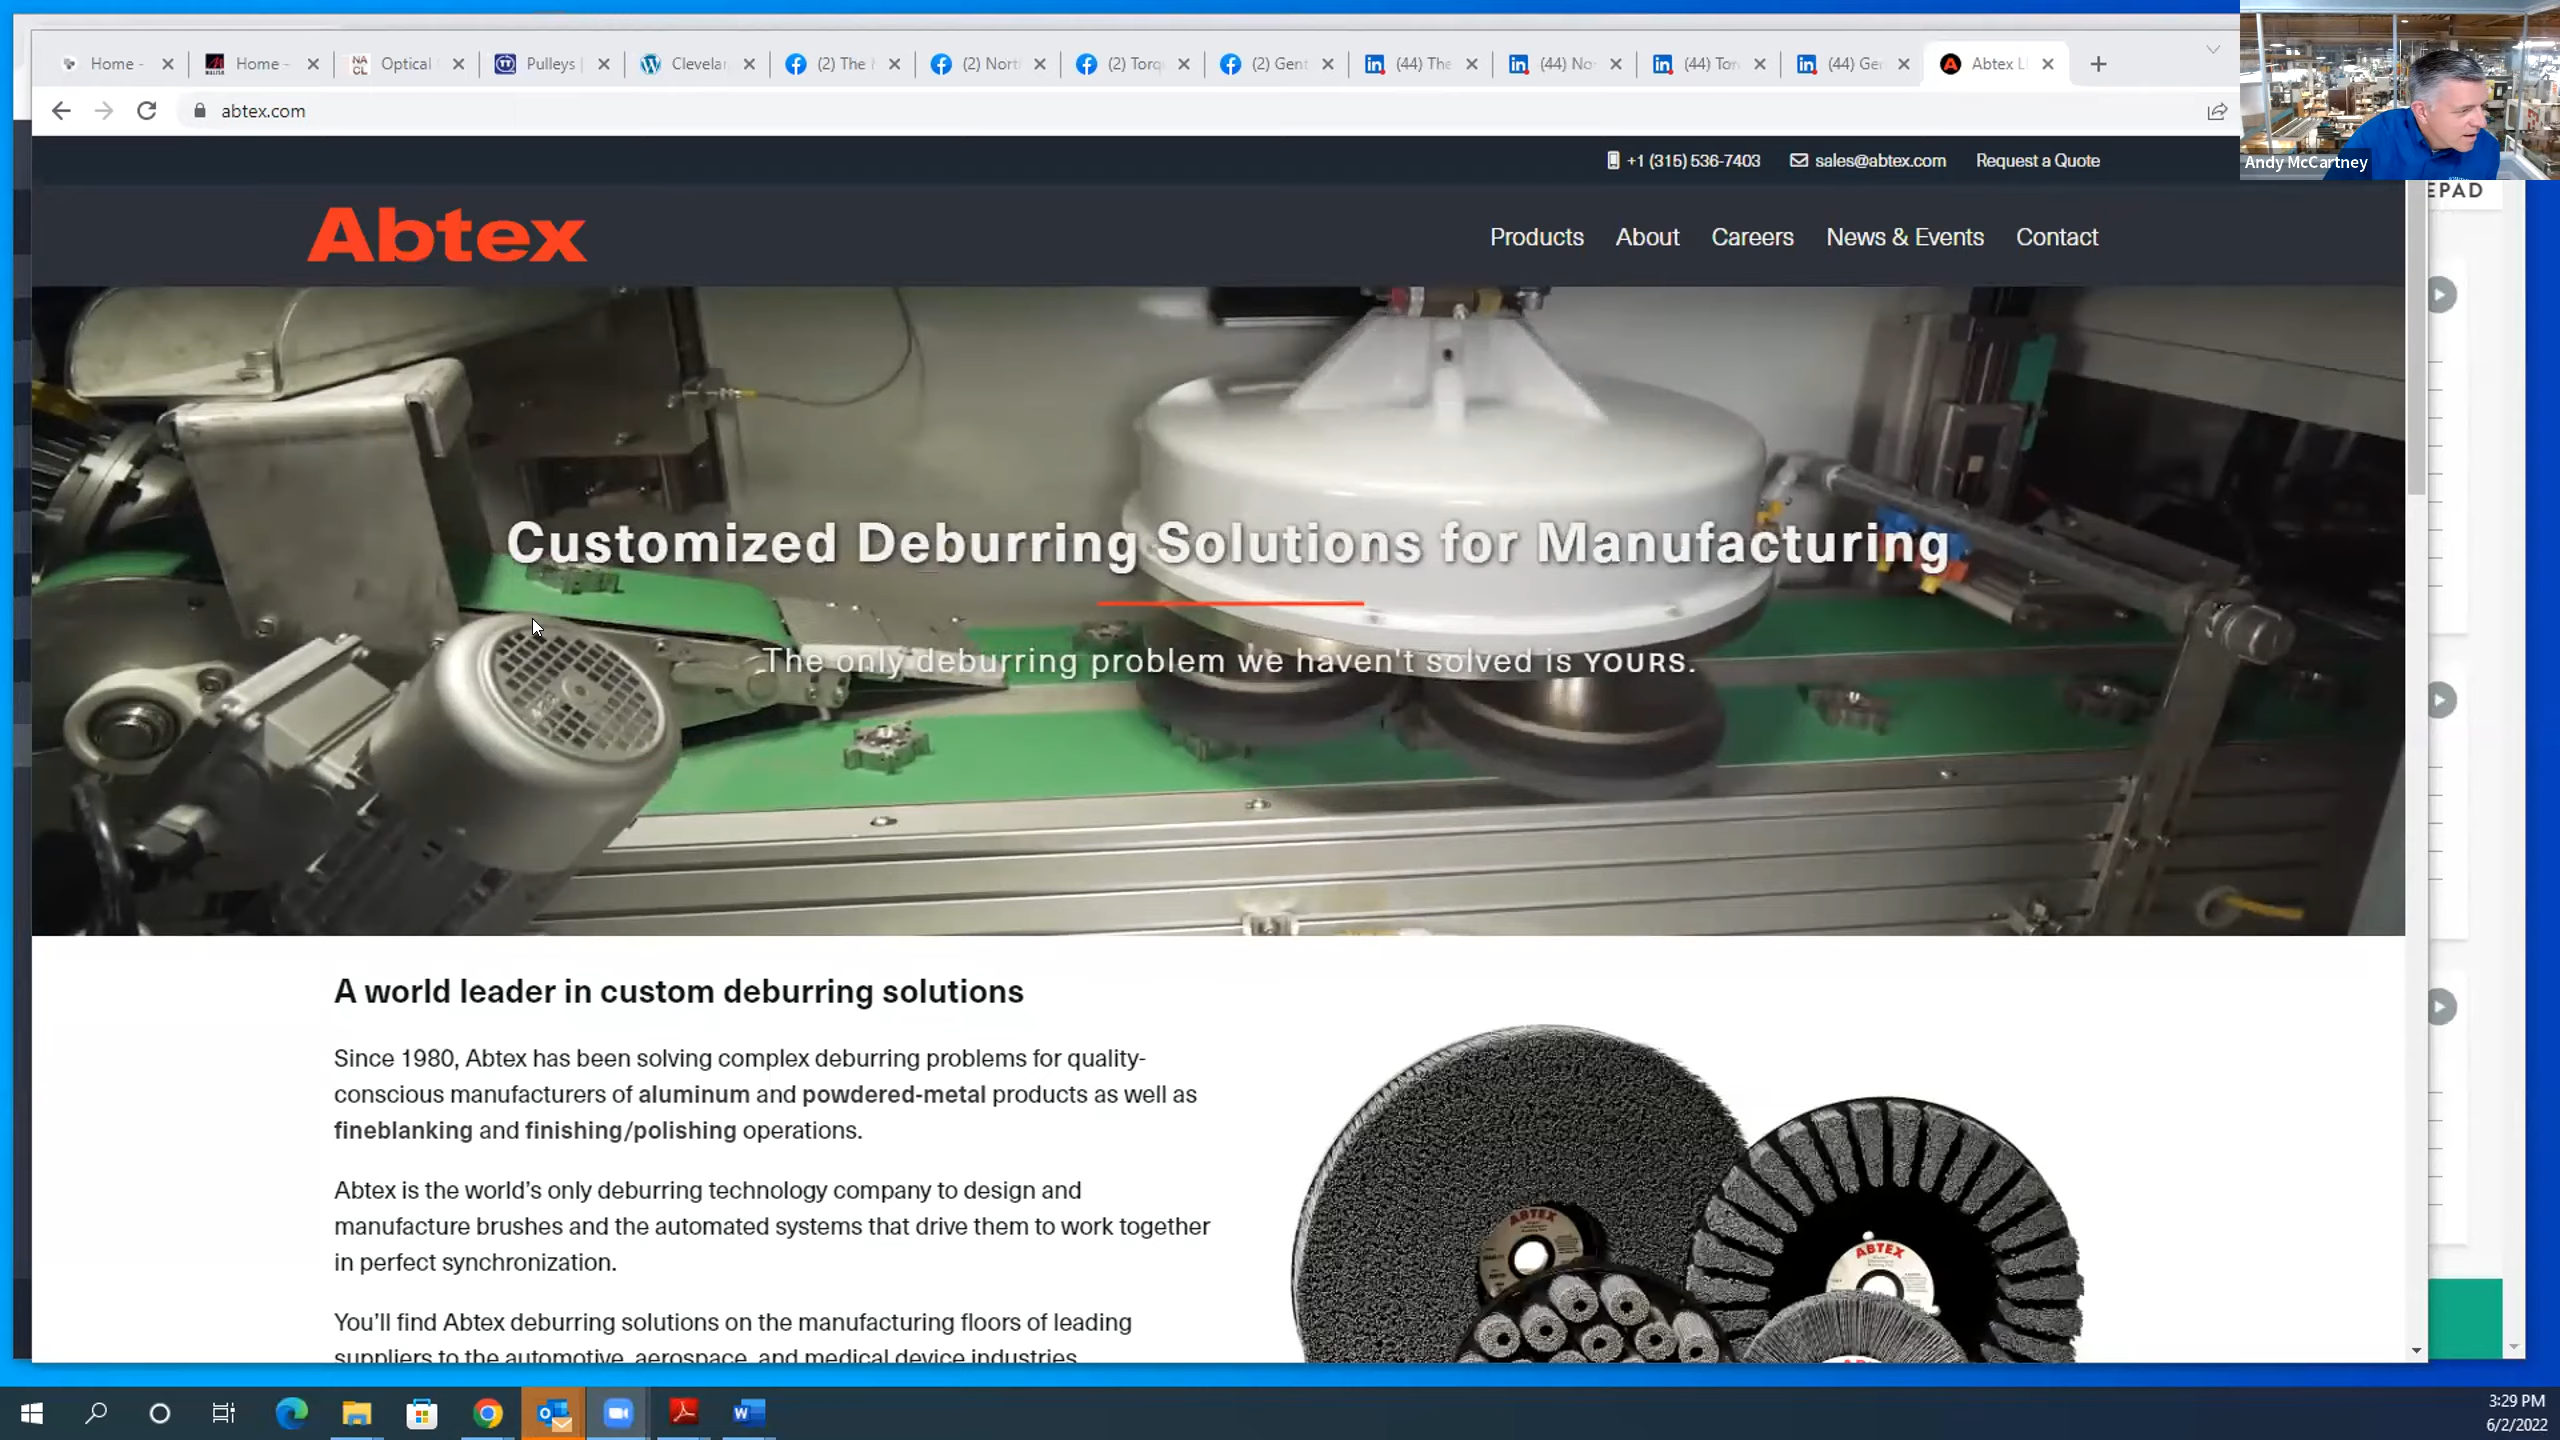 Home -
Home -
Optical
Pulleys |
Clevelan
(2) The
(2) North
(2) Torq
(2) Gent
(44) The
(44) No
(44) Tor
(44) Ger
Abtex L
abtex.com
Andy McCartney
+1 (315) 536-7403 sales@abtex.com Request a Quote
EPAD
Abtex
Products About Careers News & Events Contact
Customized Deburring Solutions for Manufacturing
The only deburring problem we haven't solved is YOURS.
A world leader in custom deburring solutions
Since 1980, Abtex has been solving complex deburring problems for quality-
conscious manufacturers of aluminum and powdered-metal products as well as
fineblanking and finishing/polishing operations.
Abtex is the world's only deburring technology company to design and
manufacture brushes and the automated systems that drive them to work together
in perfect synchronization.
You'll find Abtex deburring solutions on the manufacturing floors of leading
suppliers to the automotive, aerospace, and medical device industries
ABTEX
ABTEX
3:29 PM
6/2/2022